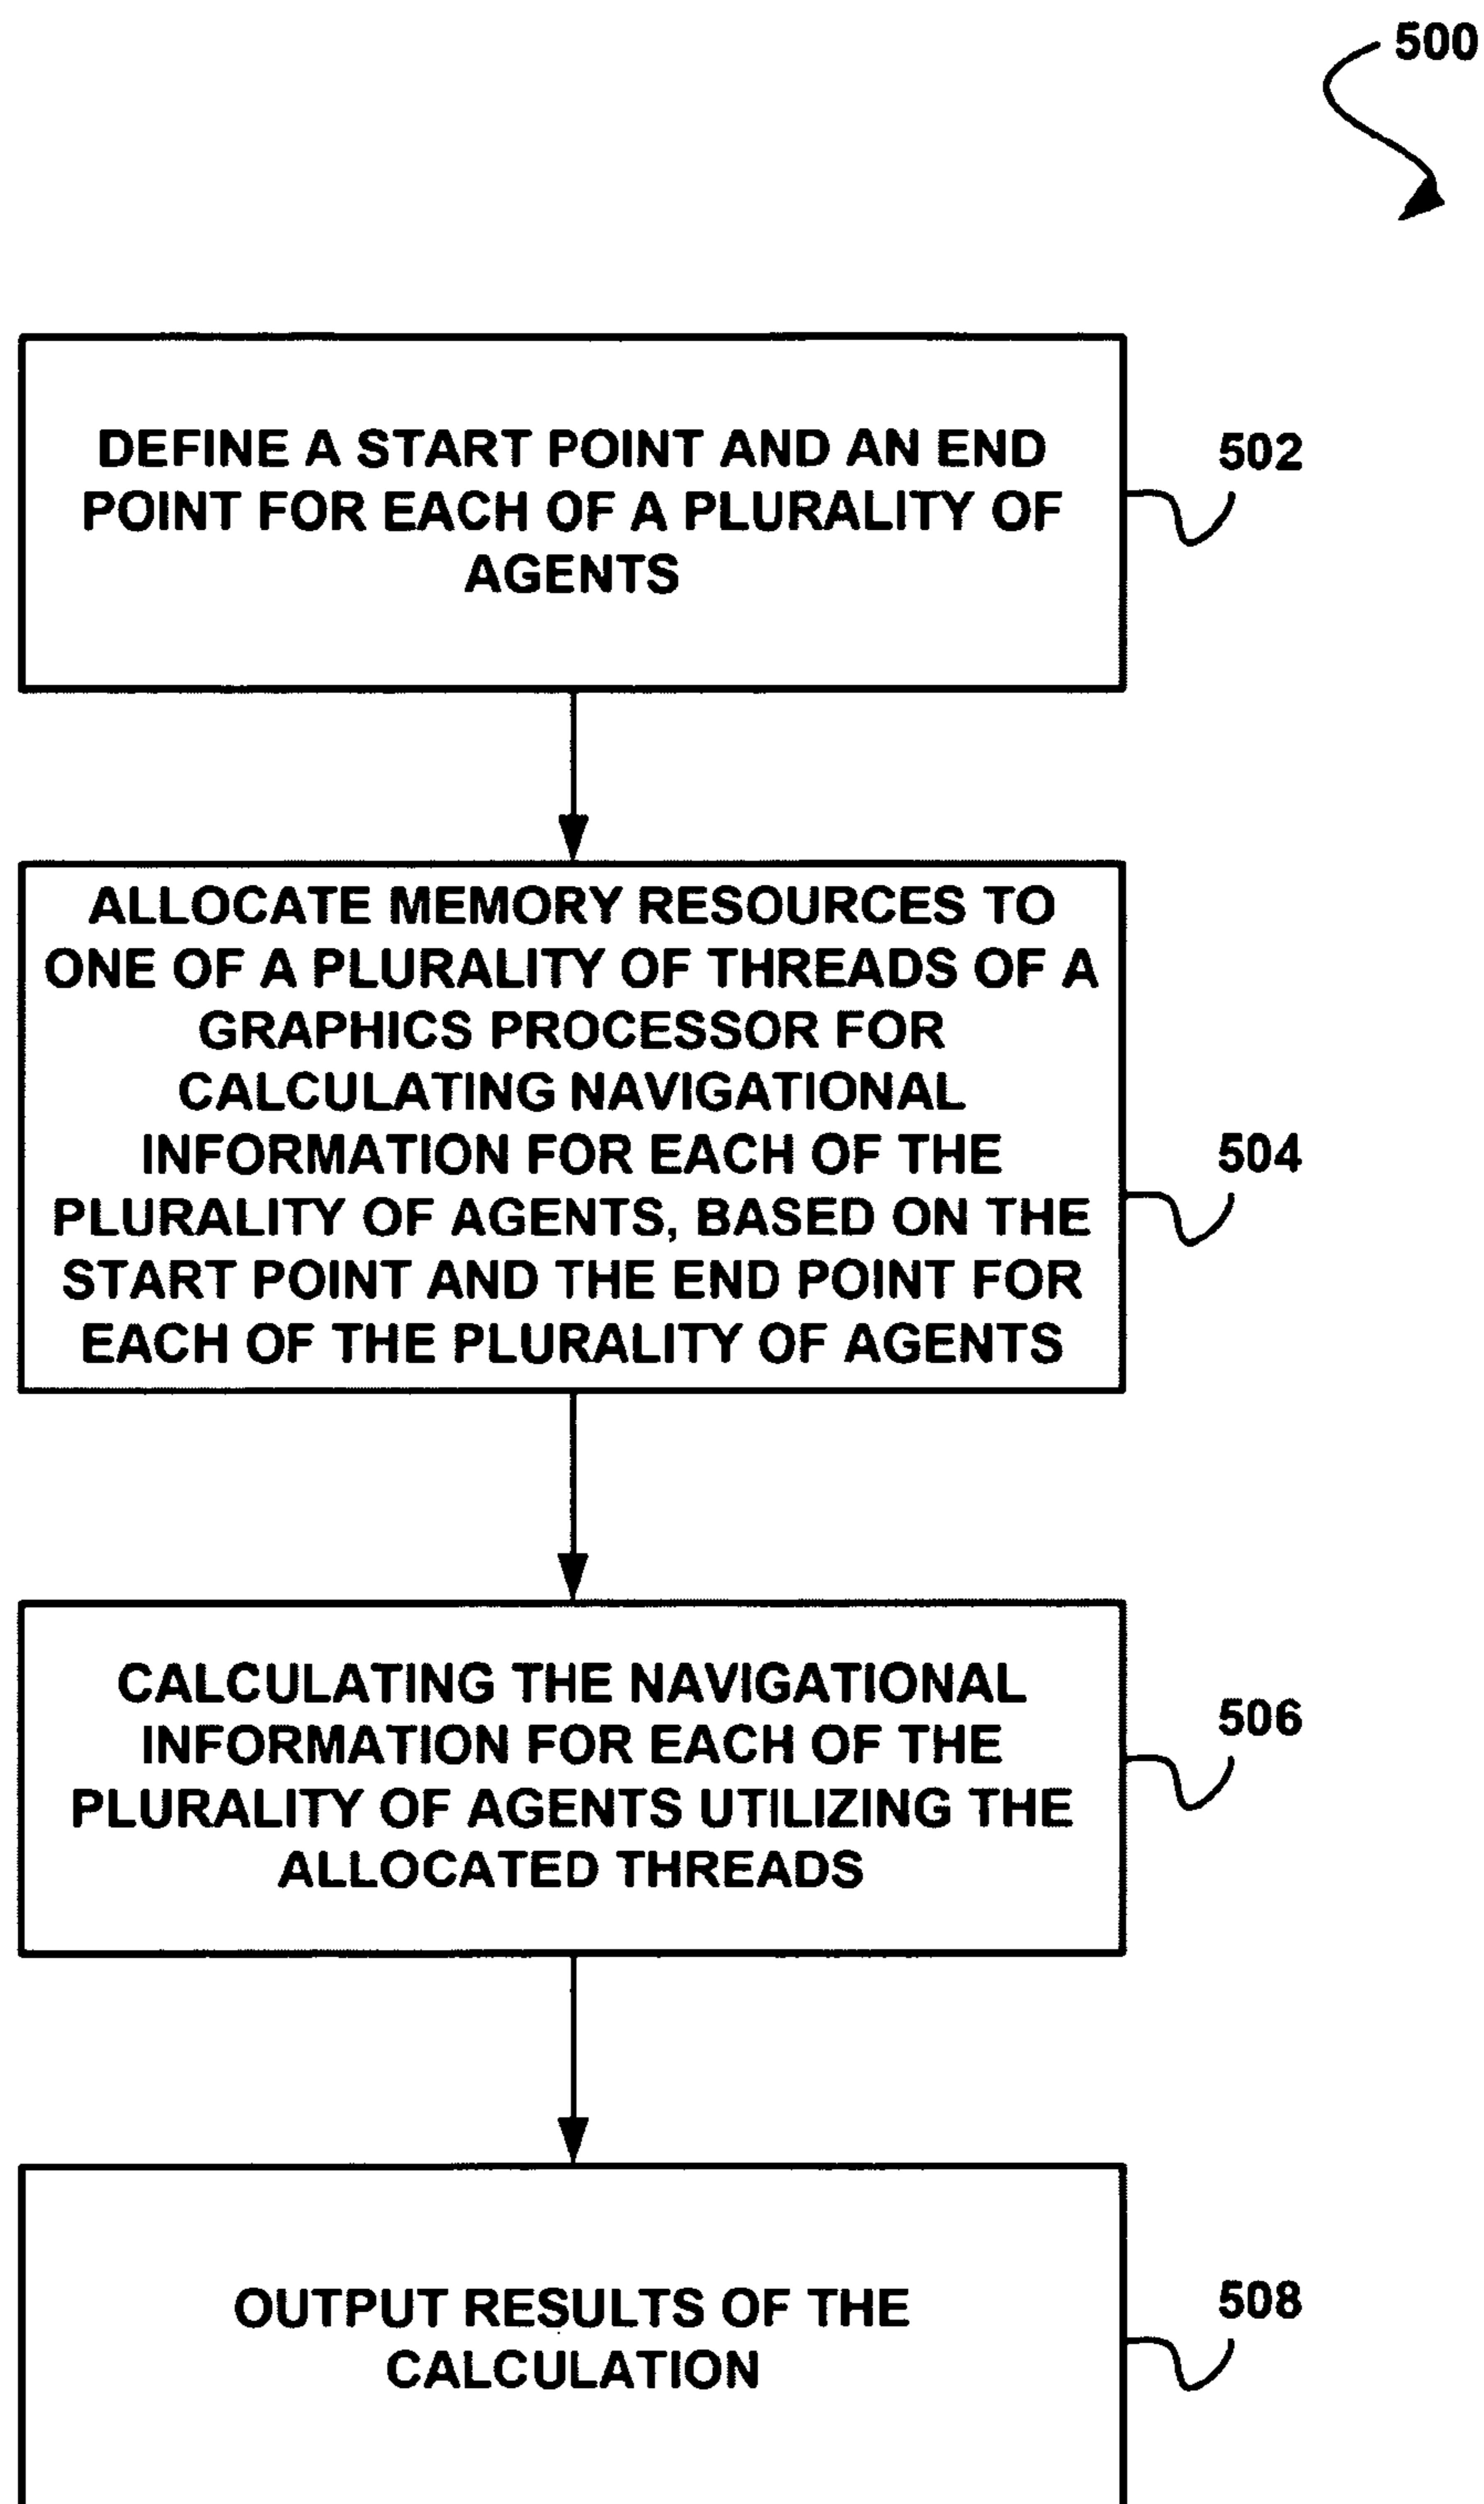 500
DEFINE A START POINT AND AN END
POINT FOR EACH OF A PLURALITY OF
AGENTS
502
ALLOCATE MEMORY RESOURCES TO
ONE OF A PLURALITY OF THREADS OF A
GRAPHICS PROCESSOR FOR
CALCULATING NAVIGATIONAL
INFORMATION FOR EACH OF THE
PLURALITY OF AGENTS, BASED ON THE
START POINT AND THE END POINT FOR
EACH OF THE PLURALITY OF AGENTS
504
CALCULATING THE NAVIGATIONAL
INFORMATION FOR EACH OF THE
PLURALITY OF AGENTS UTILIZING THE
ALLOCATED THREADS
506
OUTPUT RESULTS OF THE
CALCULATION
508